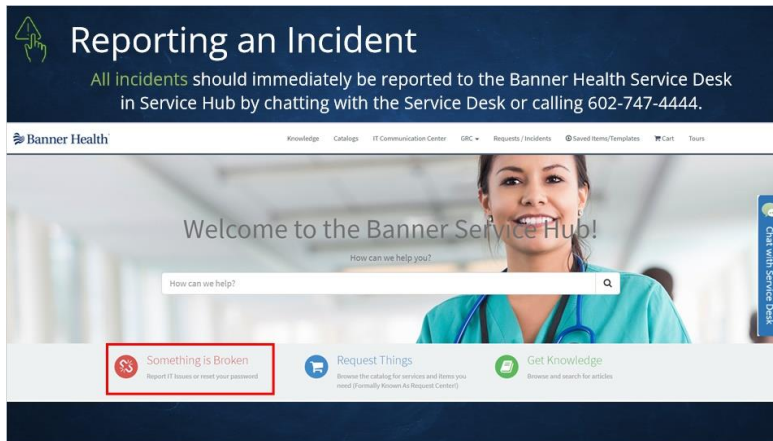 Reporting an Incident
All incidents should immediately be reported to the Banner Health Service Desk
in Service Hub by chatting with the Service Desk or calling 602-747-4444.
Banner Health
Knowledge Catalogs IT Communication Center GRC Requests / Incidents Saved Items/Templates Cart Tours
Welcome to the Banner Service Hub!
How can we help you?
How can we help?
Chat with Service Desk
Something is Broken
Report IT Issues or reset your password
Request Things
Browse the catalog for services and items you
need (Formally Known As Request Center!)
Get Knowledge
Browse and search for articles